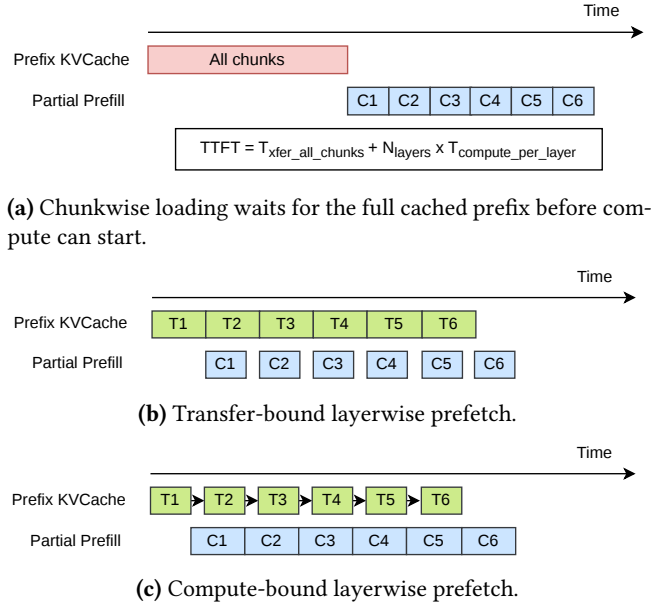 Time
Prefix KVCache
All chunks
Partial Prefill
C1 C2 C3 C4 C5 C6
TTFT = T_xfer_all_chunks + N_layers x T_compute_per_layer
(a) Chunkwise loading waits for the full cached prefix before com-
pute can start.
Time
Prefix KVCache
T1 T2 T3 T4 T5 T6
Partial Prefill
C1 C2 C3 C4 C5 C6
(b) Transfer-bound layerwise prefetch.
Time
Prefix KVCache
T1 T2 T3 T4 T5 T6
Partial Prefill
C1 C2 C3 C4 C5 C6
(c) Compute-bound layerwise prefetch.